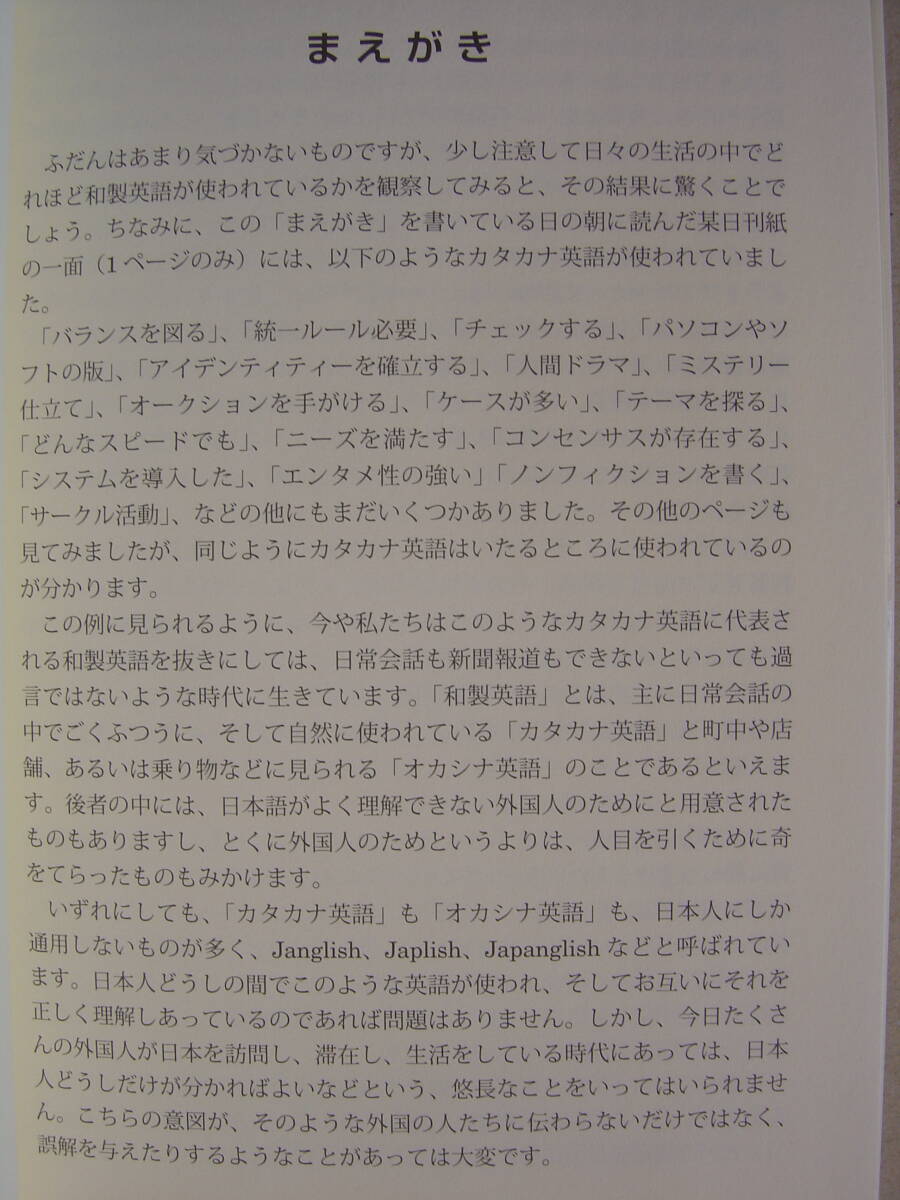 まえがき
ふだんはあまり気づかないものですが、少し注意して日々の生活の中でど
れほど和製英語が使われているかを観察してみると、その結果に驚くことで
しょう。ちなみに、この「まえがき」を書いている日の朝に読んだ某日刊紙
の一面（1ページのみ）には、以下のようなカタカナ英語が使われていまし
た。
「バランスを図る」、「統一ルール必要」、「チェックする」、「パソコンやソ
フトの版」、「アイデンティティーを確立する」、「人間ドラマ」、「ミステリー
仕立て」、「オークションを手がける」、「ケースが多い」、「テーマを探る」、
「どんなスピードでも」、「ニーズを満たす」、「コンセンサスが存在する」、
「システムを導入した」、「エンタメ性の強い」「ノンフィクションを書く」、
「サークル活動」、などの他にもまだいくつかありました。その他のページも
見てみましたが、同じようにカタカナ英語はいたるところに使われているの
が分かります。
この例に見られるように、今や私たちはこのようなカタカナ英語に代表さ
れる和製英語を抜きにしては、日常会話も新聞報道もできないといっても過
言ではないような時代に生きています。「和製英語」とは、主に日常会話の
中でごくふつうに、そして自然に使われている「カタカナ英語」と町中や店
舗、あるいは乗り物などに見られる「オカシナ英語」のことであるといえま
す。後者の中には、日本語がよく理解できない外国人のためにと用意された
ものもありますし、とくに外国人のためというよりは、人目を引くために奇
をてらったものもみかけます。
いずれにしても、「カタカナ英語」も「オカシナ英語」も、日本人にしか
通用しないものが多く、Janglish、Japlish、Japanglishなどと呼ばれてい
ます。日本人どうしの間でこのような英語が使われ、そしてお互いにそれを
正しく理解しあっているのであれば問題はありません。しかし、今日たくさ
んの外国人が日本を訪問し、滞在し、生活をしている時代にあっては、日本
人どうしだけが分かればよいなどという、悠長なことをいってはいられませ
ん。こちらの意図が、そのような外国の人たちに伝わらないだけではなく、
誤解を与えたりするようなことがあっては大変です。